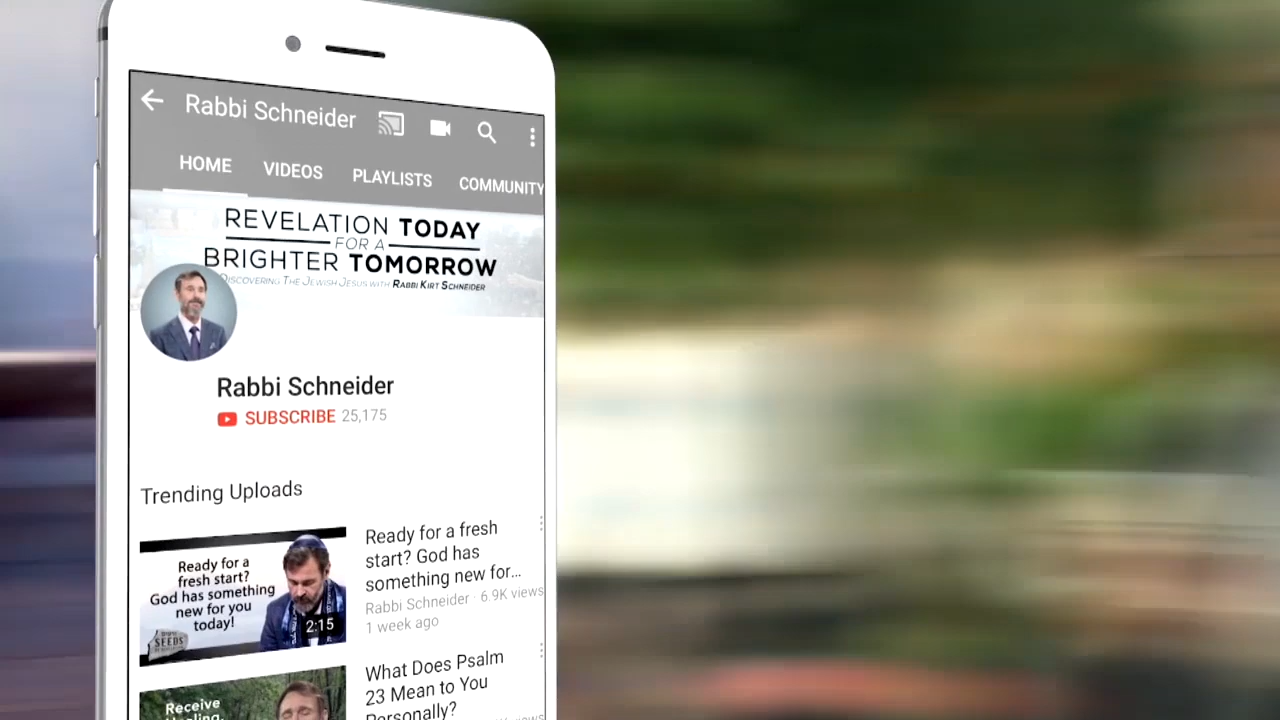 Rabbi Schneider
HOME VIDEOS PLAYLISTS COMMUNITY
REVELATION TODAY
FOR A
BRIGHTER TOMORROW
DISCOVERING THE JEWISH JESUS WITH RABBI KIRT SCHNEIDER
Rabbi Schneider
SUBSCRIBE 25,175
Trending Uploads
Ready for a
fresh start?
God has something
new for you
today!
SEEDS
2:15
Ready for a fresh
start? God has
something new for...
Rabbi Schneider · 6.9K views
1 week ago
Receive
What Does Psalm
23 Mean to You
Personally?
views